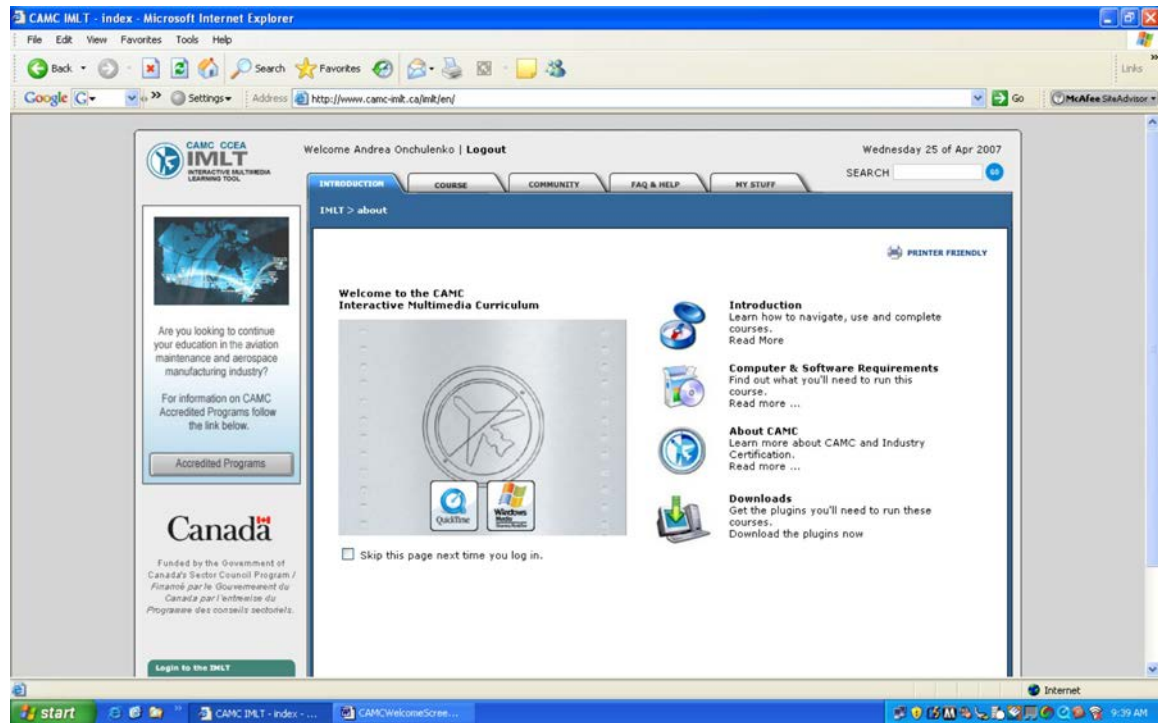 CAMC IMLT - index - Microsoft Internet Explorer
File Edit View Favorites Tools Help
Back Search Favorites Links
Google G Settings Address http://www.camc-imlt.ca/imlt/en/ Go McAfee SiteAdvisor
CAMC CCEA
IMLT
INTERACTIVE MULTIMEDIA
LEARNING TOOL
Welcome Andrea Onchulenko | Logout
Wednesday 25 of Apr 2007
SEARCH GO
INTRODUCTION COURSE COMMUNITY FAQ & HELP MY STUFF
IMLT > about
PRINTER FRIENDLY
Are you looking to continue
your education in the aviation
maintenance and aerospace
manufacturing industry?
For information on CAMC
Accredited Programs follow
the link below.
Accredited Programs
Canada
Funded by the Government of
Canada's Sector Council Program /
Financé par le Gouvernement du
Canada par l'entremise du
Programme des conseils sectoriels.
Login to the IMLT
Welcome to the CAMC
Interactive Multimedia Curriculum
QuickTime
Windows
Media
Skip this page next time you log in.
Introduction
Learn how to navigate, use and complete
courses.
Read More
Computer & Software Requirements
Find out what you'll need to run this
course.
Read more ...
About CAMC
Learn more about CAMC and Industry
Certification.
Read more ...
Downloads
Get the plugins you'll need to run these
courses.
Download the plugins now
Internet
start CAMC IMLT - index - ... CAMCWelcomeScree... 9:39 AM